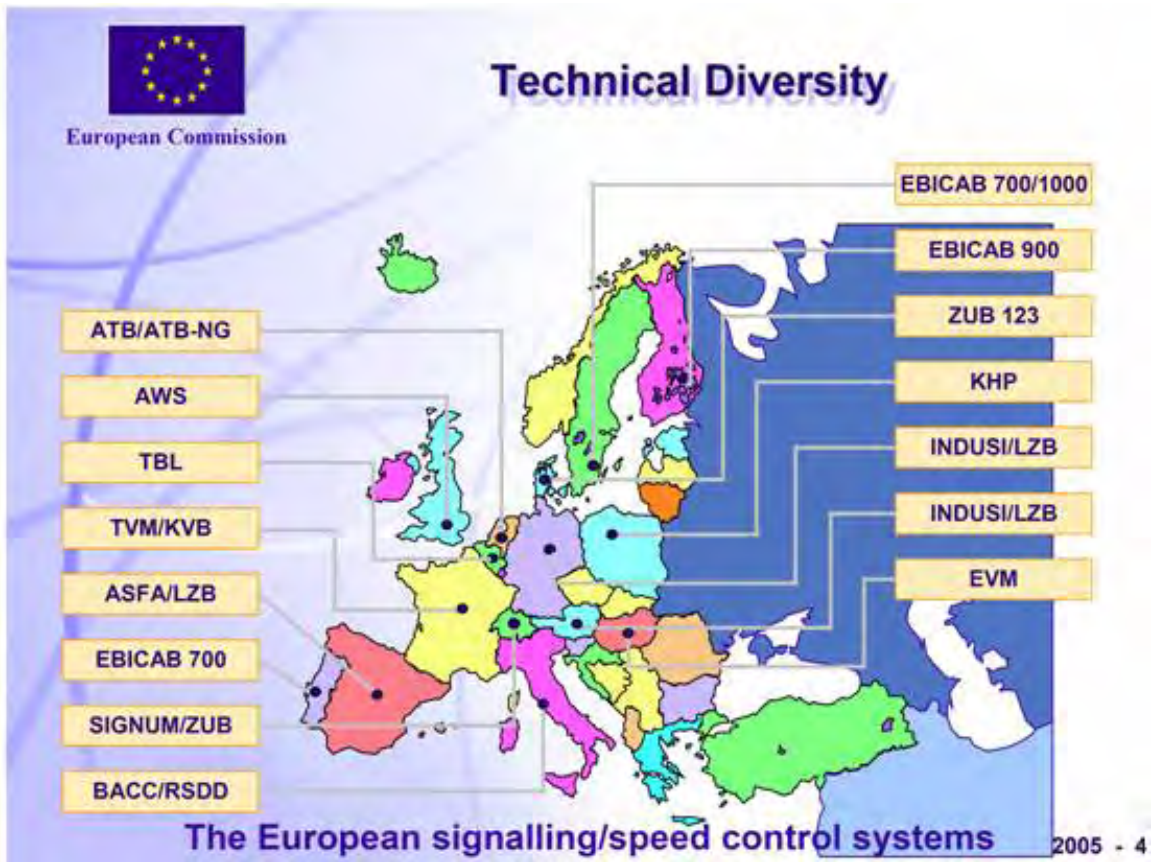 Technical Diversity
European Commission
EBICAB 700/1000
EBICAB 900
ZUB 123
KHP
INDUSI/LZB
INDUSI/LZB
EVM
ATB/ATB-NG
AWS
TBL
TVM/KVB
ASFA/LZB
EBICAB 700
SIGNUM/ZUB
BACC/RSDD
The European signalling/speed control systems
2005 - 4